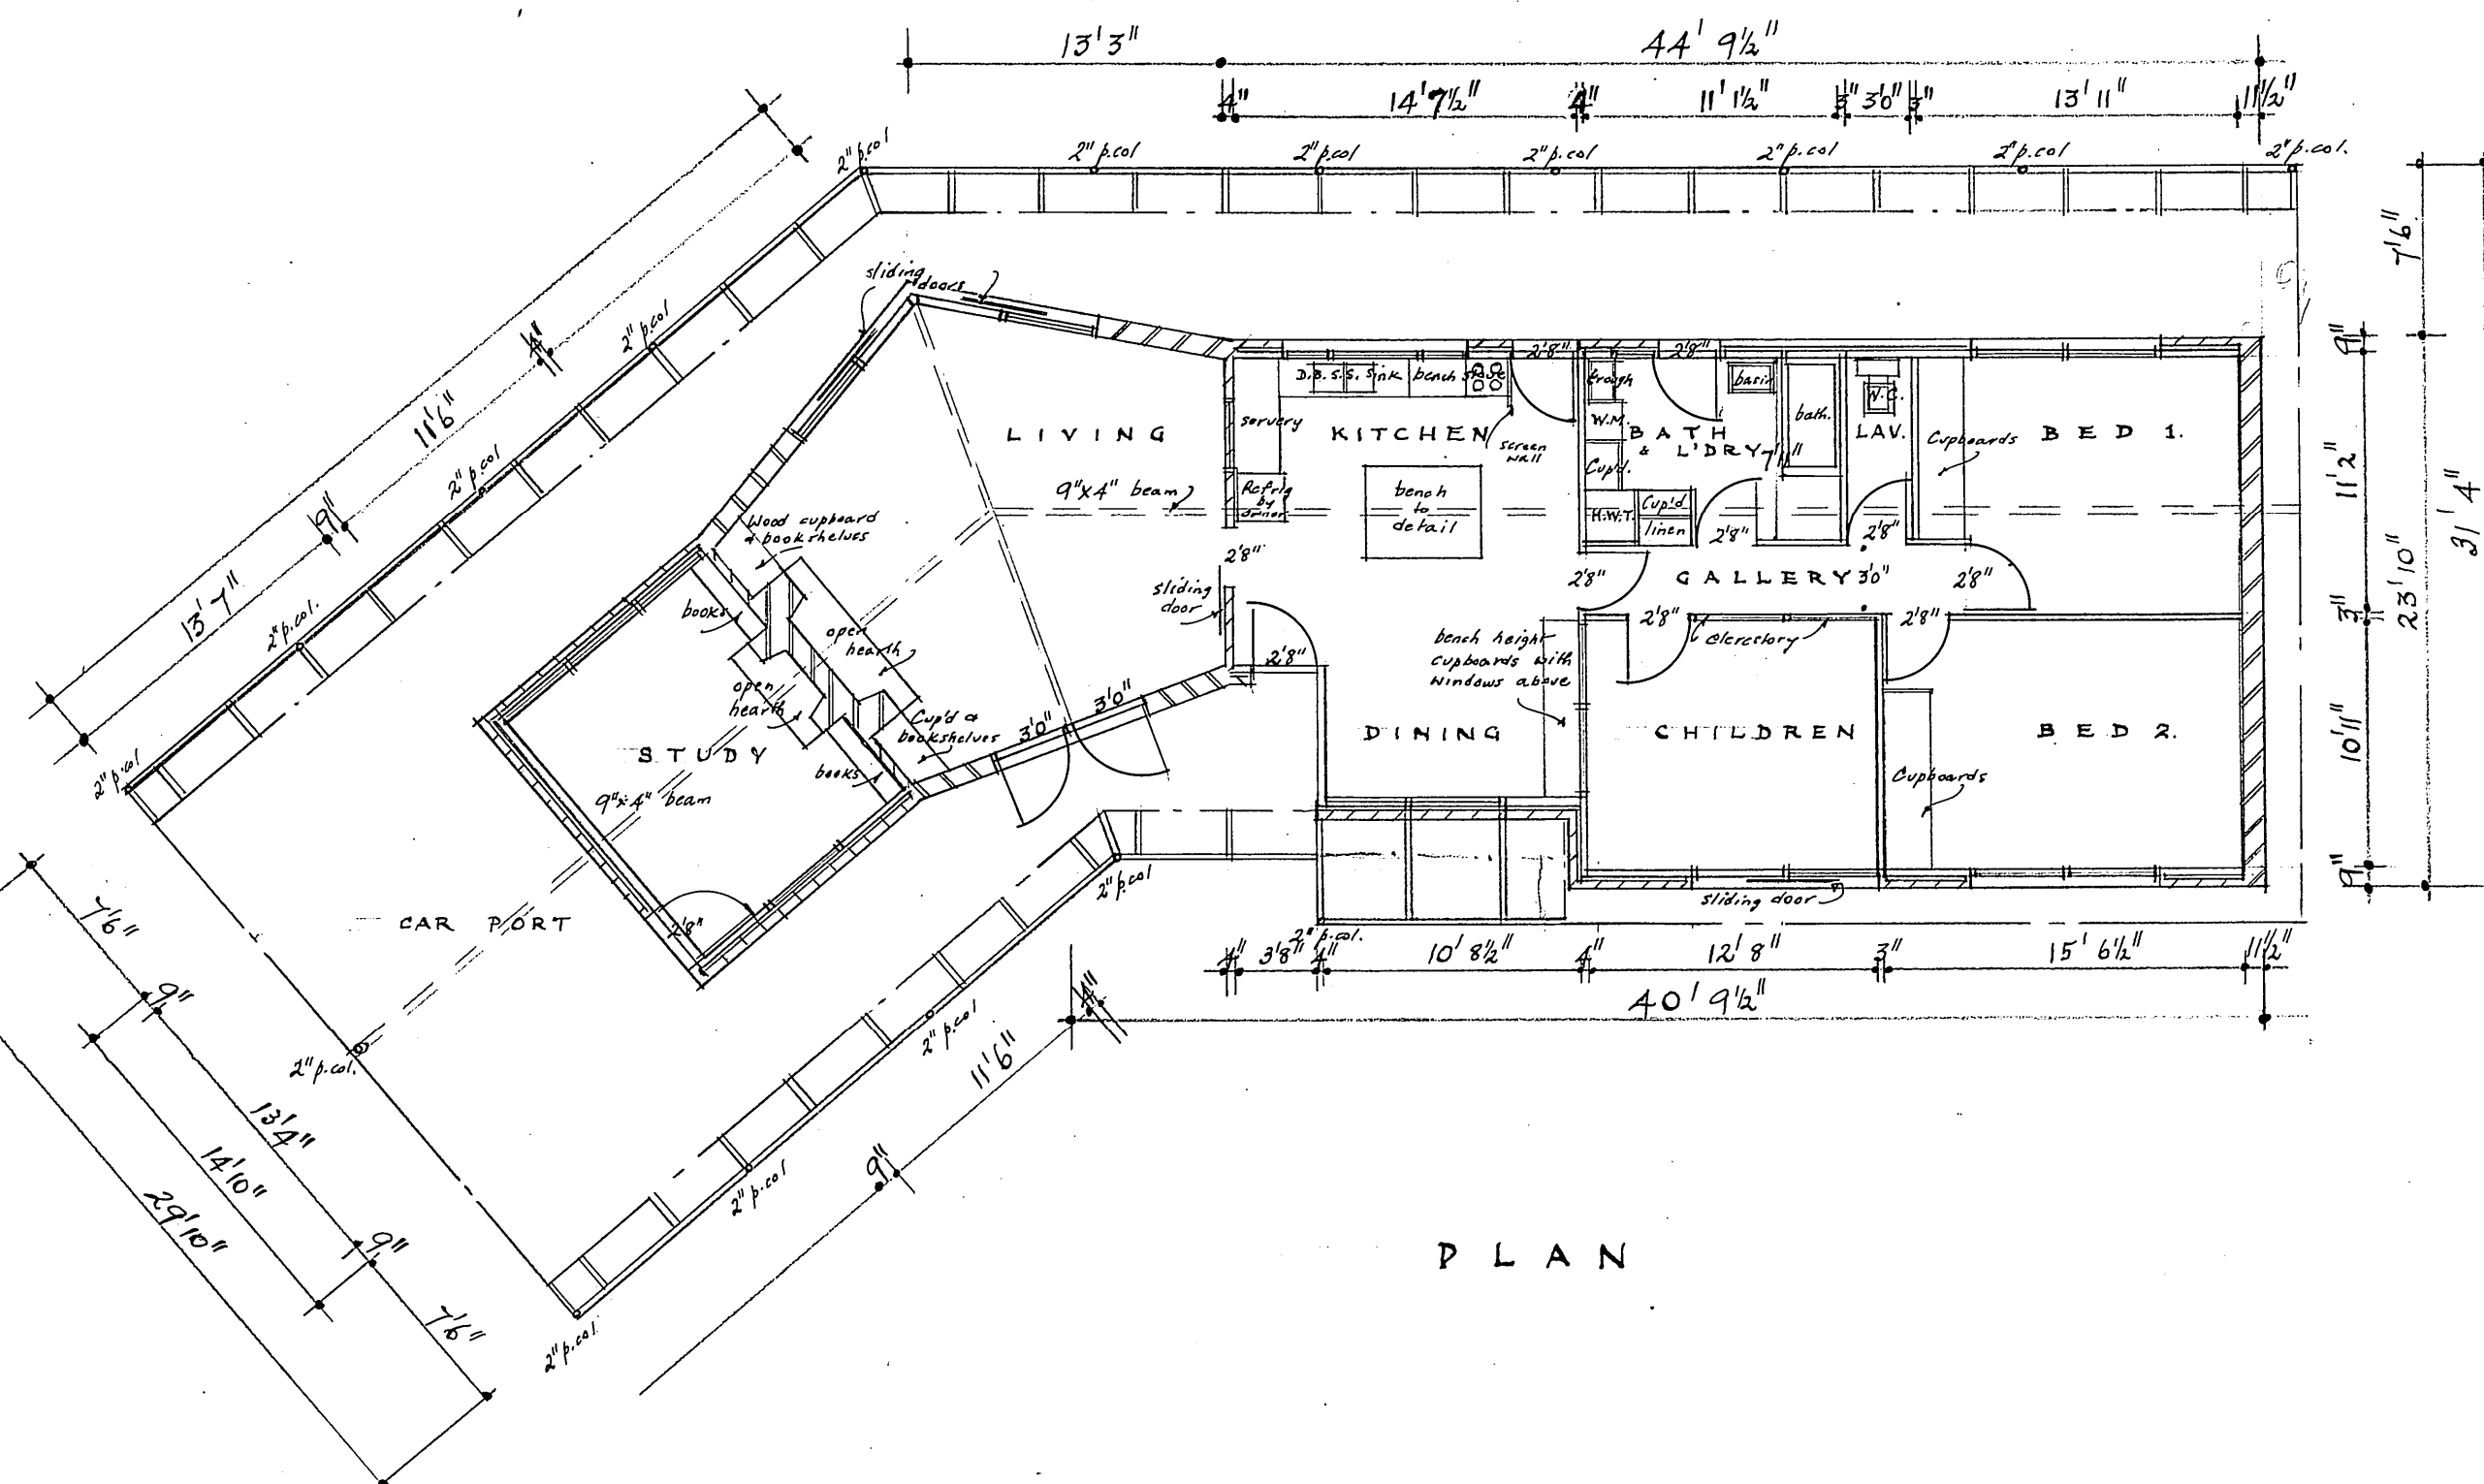 13'3"
44' 9½"
4"
14'7½"
4"
11'1½"
3"
3'0"
3"
13'11"
11½"
2" p.col
2" p.col
2" p.col
2" p.col
2" p.col
2" p.col
2" p.col.
7'6"
sliding
doors
2" p.col
4"
11'6"
2" p.col
9"
13'7"
2" p.col.
2" p.col
9"
11'2"
3"
10'11"
9"
23'10"
31'4"
2'8"
2'8"
D.B.S.S. Sink
bench
stove
trough
basin
W.C.
bath.
servery
W.M.
LIVING
KITCHEN
screen
wall
BATH
& L'DRY
7'11"
LAV.
Cupboards
BED 1.
Cup'd.
9"x4" beam
Refrig
by
owner
bench
to
detail
H.W.T.
Cup'd
linen
2'8"
2'8"
Wood cupboard
& bookshelves
2'8"
sliding
door
2'8"
GALLERY
3'0"
2'8"
books
open
hearth
2'8"
clerestory
2'8"
bench height
cupboards with
windows above
2'8"
open
hearth
3'0"
3'0"
Cup'd &
bookshelves
STUDY
books
9"x4" beam
DINING
CHILDREN
BED 2.
Cupboards
2" p.col
sliding door
CAR PORT
2'8"
2" p.col.
4"
3'8"
4"
10' 8½"
4"
12' 8"
3"
15' 6½"
11½"
40' 9½"
4"
7'6"
9"
2" p.col.
2" p.col
11'6"
13'4"
14'10"
29'10"
9"
9"
2" p.col
7'6"
2" p.col.
PLAN